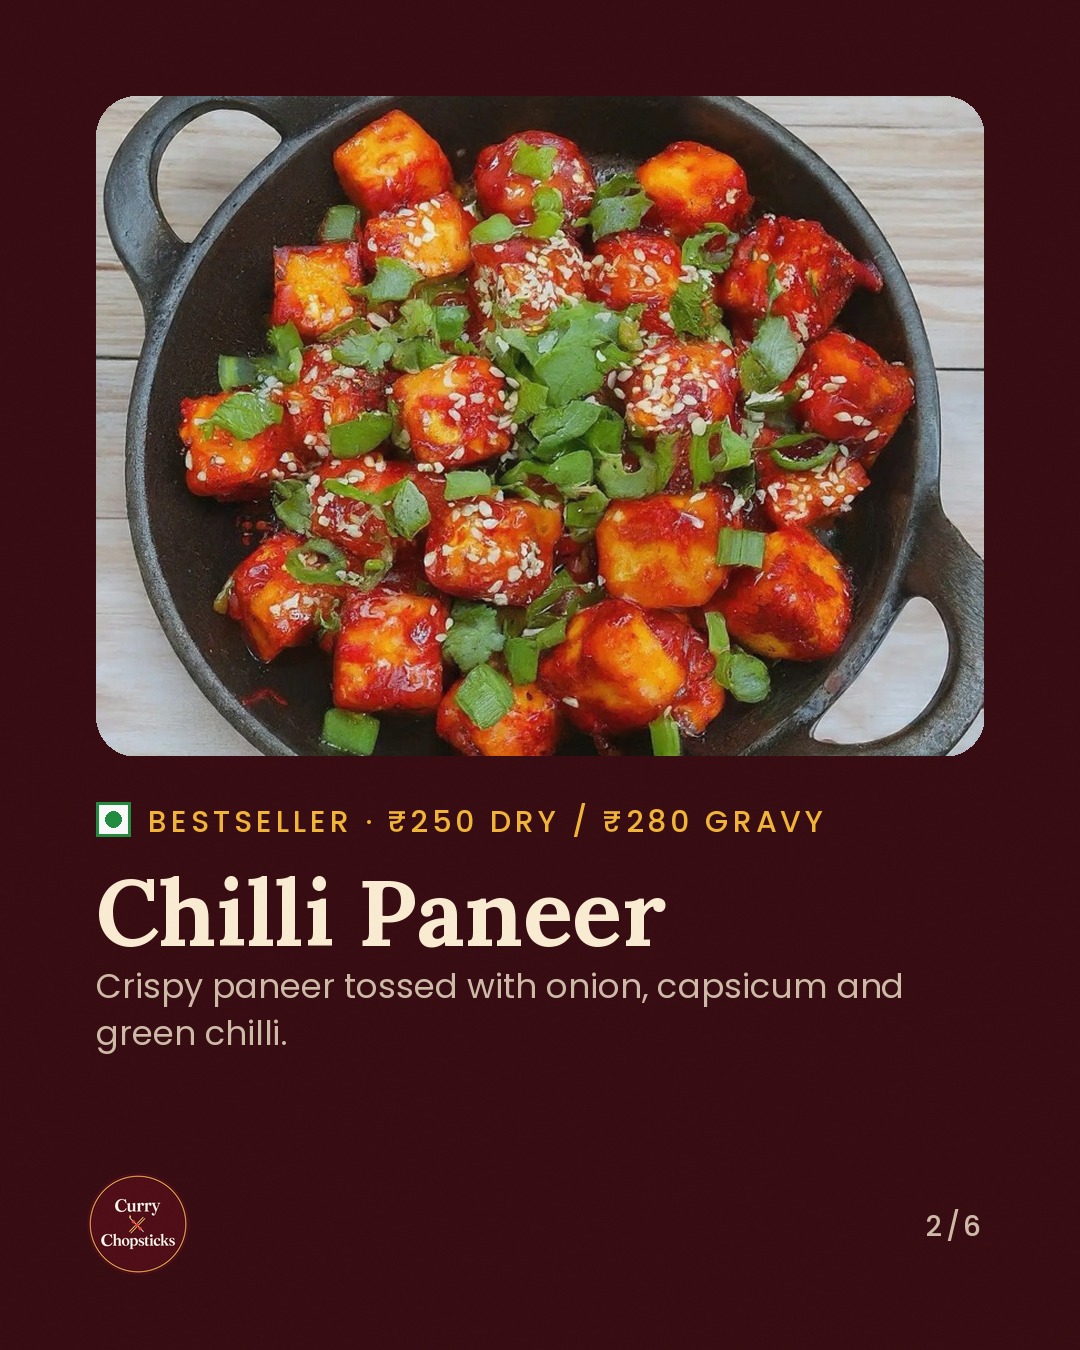 BESTSELLER · ₹250 DRY / ₹280 GRAVY
Chilli Paneer
Crispy paneer tossed with onion, capsicum and
green chilli.
Curry
Chopsticks
2/6